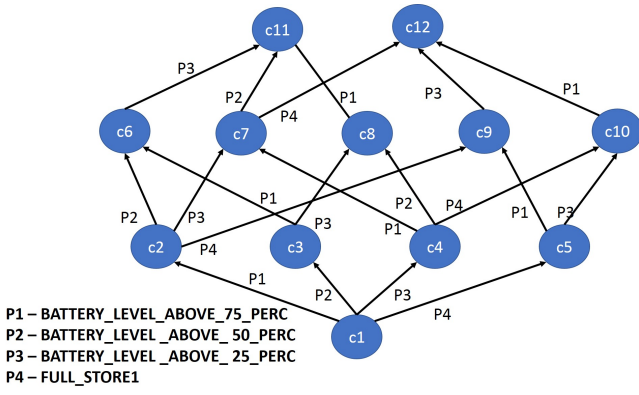 c11
c12
P3
P2
P4
P1
P3
P1
c6
c7
c8
c9
c10
P2
P3
P4
P1
P3
P1
P2
P4
P1
P3
c2
c3
c4
c5
P1
P2
P3
P4
c1
P1 – BATTERY_LEVEL_ABOVE_75_PERC
P2 – BATTERY_LEVEL _ABOVE_ 50_PERC
P3 – BATTERY_LEVEL _ABOVE_ 25_PERC
P4 – FULL_STORE1